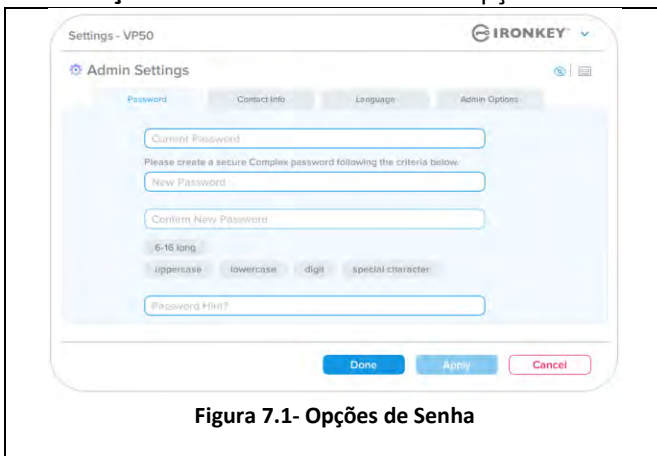 Settings - VP50
IRONKEY
Admin Settings
Password Contact Info Language Admin Options
Current Password
Please create a secure Complex password following the criteria below.
New Password
Confirm New Password
6-16 long
uppercase lowercase digit special character
Password Hint?
Done Apply Cancel
Figura 7.1- Opções de Senha